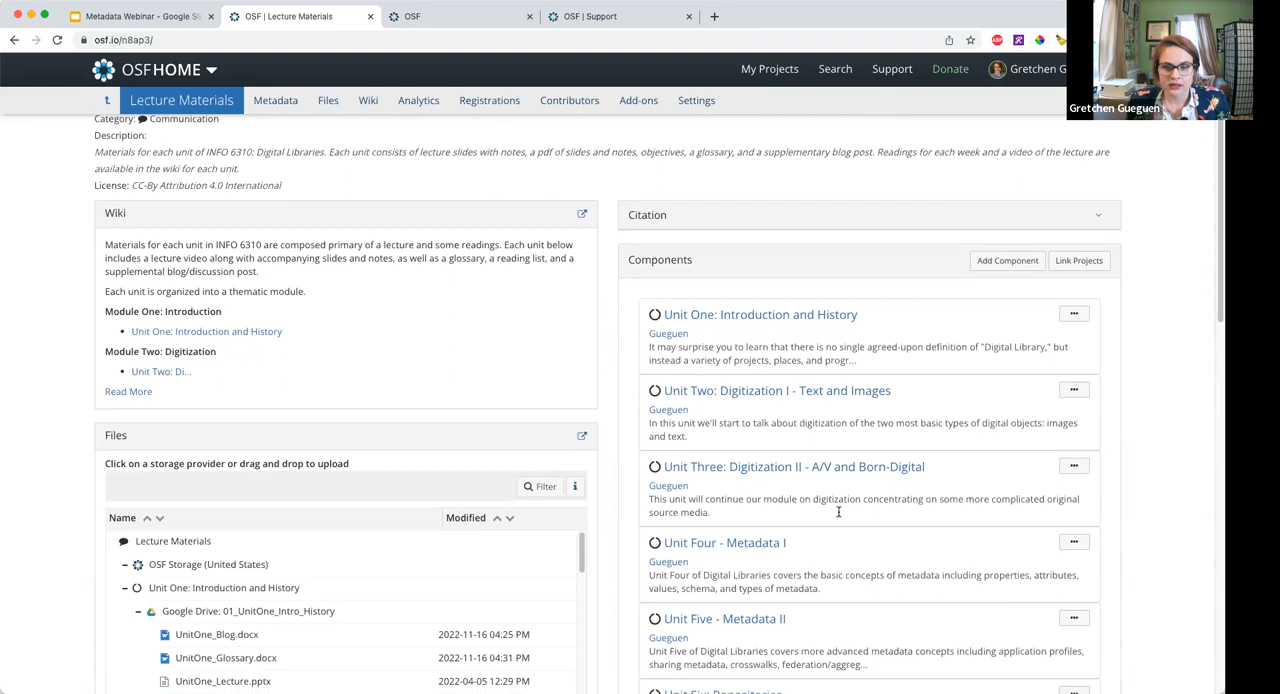 Metadata Webinar - Google Sl
OSF | Lecture Materials
OSF
OSF | Support
osf.io/n8ap3/
OSFHOME
My Projects
Search
Support
Donate
Gretchen G
Gretchen Gueguen
Lecture Materials
Metadata
Files
Wiki
Analytics
Registrations
Contributors
Add-ons
Settings
Category: Communication
Description:
Materials for each unit of INFO 6310: Digital Libraries. Each unit consists of lecture slides with notes, a pdf of slides and notes, objectives, a glossary, and a supplementary blog post. Readings for each week and a video of the lecture are
available in the wiki for each unit.
License: CC-By Attribution 4.0 International
Wiki
Materials for each unit in INFO 6310 are composed primary of a lecture and some readings. Each unit below
includes a lecture video along with accompanying slides and notes, as well as a glossary, a reading list, and a
supplemental blog/discussion post.
Each unit is organized into a thematic module.
Module One: Introduction
• Unit One: Introduction and History
Module Two: Digitization
• Unit Two: Di...
Read More
Files
Click on a storage provider or drag and drop to upload
Filter
Name
Modified
Lecture Materials
OSF Storage (United States)
Unit One: Introduction and History
Google Drive: 01_UnitOne_Intro_History
UnitOne_Blog.docx 2022-11-16 04:25 PM
UnitOne_Glossary.docx 2022-11-16 04:31 PM
UnitOne_Lecture.pptx 2022-04-05 12:29 PM
Citation
Components
Add Component
Link Projects
Unit One: Introduction and History
Gueguen
It may surprise you to learn that there is no single agreed-upon definition of "Digital Library," but
instead a variety of projects, places, and progr...
Unit Two: Digitization I - Text and Images
Gueguen
In this unit we'll start to talk about digitization of the two most basic types of digital objects: images
and text.
Unit Three: Digitization II - A/V and Born-Digital
Gueguen
This unit will continue our module on digitization concentrating on some more complicated original
source media.
Unit Four - Metadata I
Gueguen
Unit Four of Digital Libraries covers the basic concepts of metadata including properties, attributes,
values, schema, and types of metadata.
Unit Five - Metadata II
Gueguen
Unit Five of Digital Libraries covers more advanced metadata concepts including application profiles,
sharing metadata, crosswalks, federation/aggreg...